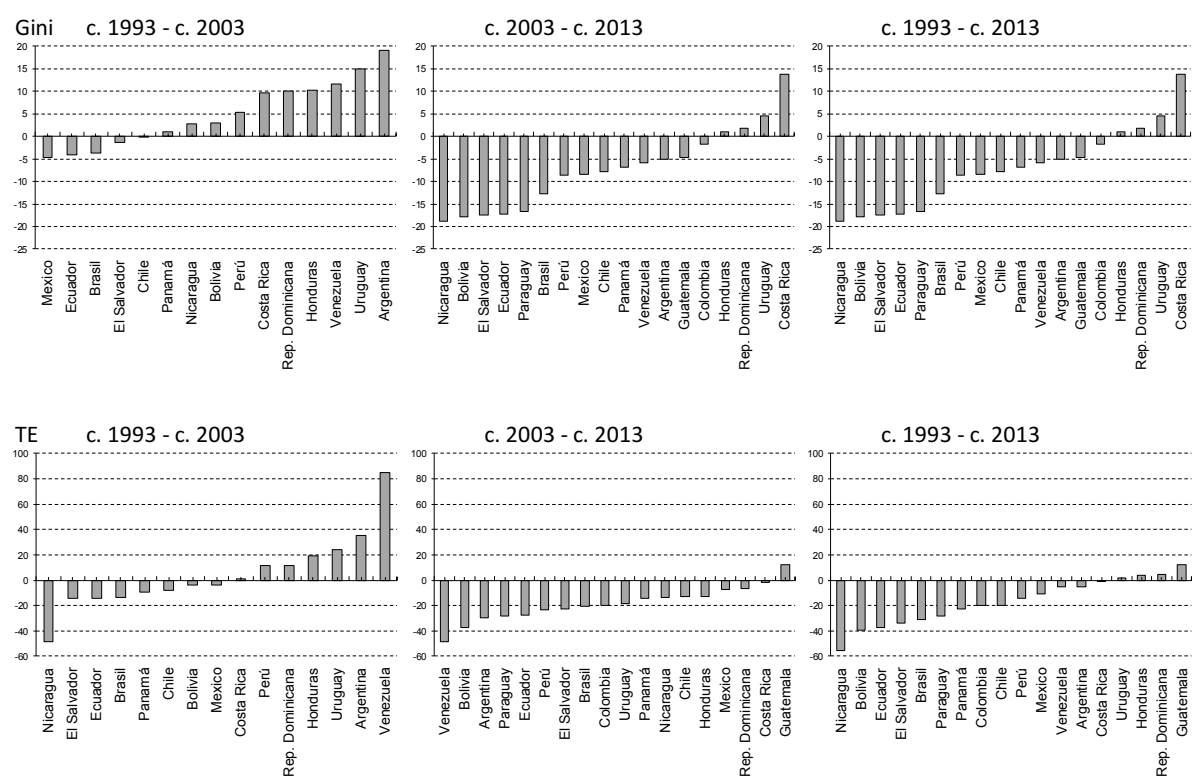 Gini c. 1993 - c. 2003 c. 2003 - c. 2013 c. 1993 - c. 2013
20 20 20
15 15 15
10 10 10
5 5 5
0 0 0
-5 -5 -5
-10 -10 -10
-15 -15 -15
-20 -20 -20
-25 -25 -25
Mexico
Ecuador
Brasil
El Salvador
Chile
Panamá
Nicaragua
Bolivia
Perú
Costa Rica
Rep. Dominicana
Honduras
Venezuela
Uruguay
Argentina
Nicaragua
Bolivia
El Salvador
Ecuador
Paraguay
Brasil
Perú
Mexico
Chile
Panamá
Venezuela
Argentina
Guatemala
Colombia
Honduras
Rep. Dominicana
Uruguay
Costa Rica
Nicaragua
Bolivia
El Salvador
Ecuador
Paraguay
Brasil
Perú
Mexico
Chile
Panamá
Venezuela
Argentina
Guatemala
Colombia
Honduras
Rep. Dominicana
Uruguay
Costa Rica
TE c. 1993 - c. 2003 c. 2003 - c. 2013 c. 1993 - c. 2013
100 100 100
80 80 80
60 60 60
40 40 40
20 20 20
0 0 0
-20 -20 -20
-40 -40 -40
-60 -60 -60
Nicaragua
El Salvador
Ecuador
Brasil
Panamá
Chile
Bolivia
Mexico
Costa Rica
Perú
Rep. Dominicana
Honduras
Uruguay
Argentina
Venezuela
Venezuela
Bolivia
Argentina
Paraguay
Ecuador
Perú
El Salvador
Brasil
Colombia
Uruguay
Panamá
Nicaragua
Chile
Honduras
Mexico
Rep. Dominicana
Costa Rica
Guatemala
Nicaragua
Bolivia
Ecuador
El Salvador
Brasil
Paraguay
Panamá
Colombia
Chile
Perú
Mexico
Venezuela
Argentina
Costa Rica
Uruguay
Honduras
Rep. Dominicana
Guatemala